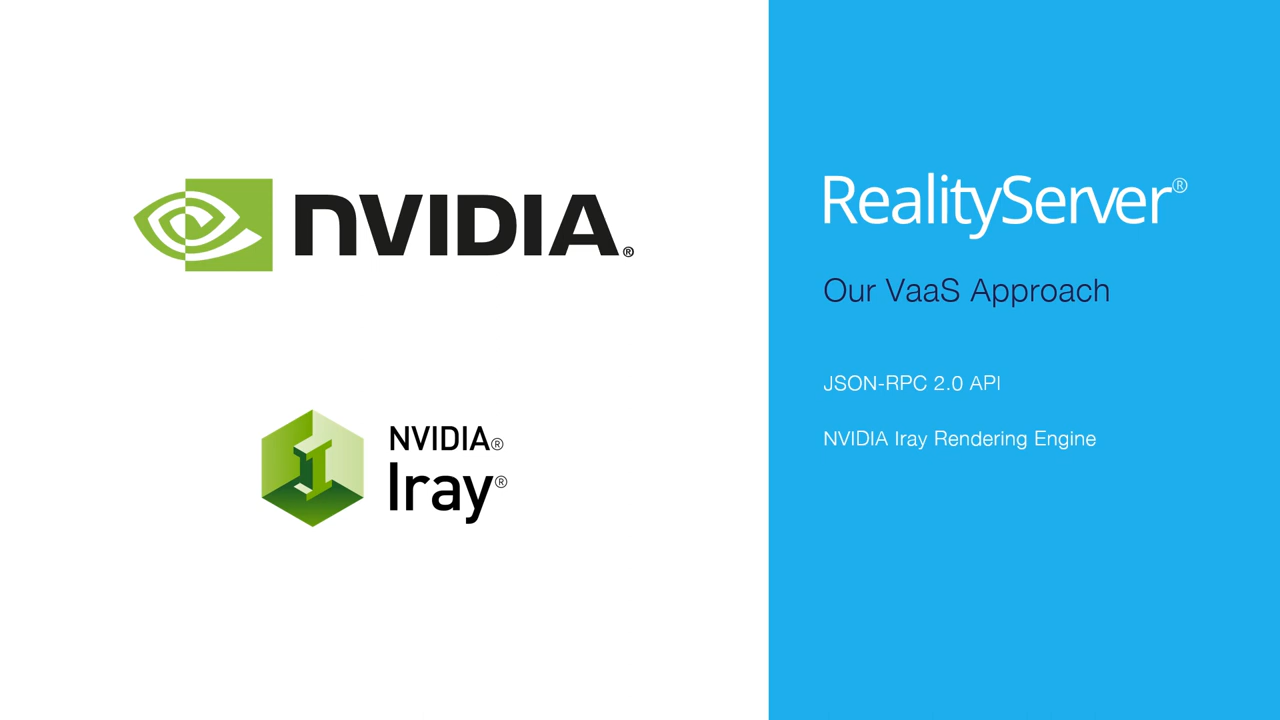 NVIDIA®
NVIDIA®
Iray®
RealityServer®
Our VaaS Approach
JSON-RPC 2.0 API
NVIDIA Iray Rendering Engine